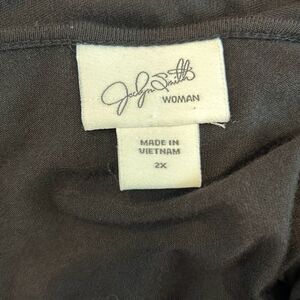 Jaclyn Smith
WOMAN
MADE IN
VIETNAM
2X